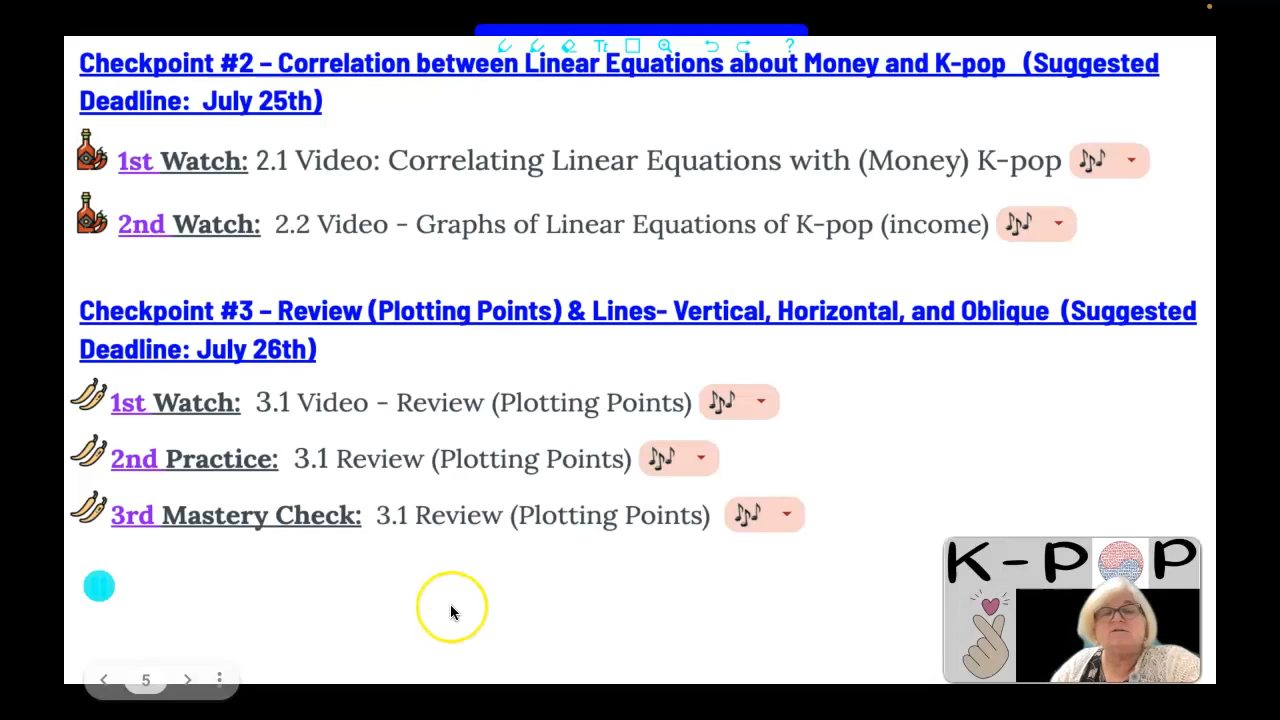 Tt ?
Checkpoint #2 – Correlation between Linear Equations about Money and K-pop (Suggested
Deadline: July 25th)
1st Watch: 2.1 Video: Correlating Linear Equations with (Money) K-pop
2nd Watch: 2.2 Video - Graphs of Linear Equations of K-pop (income)
Checkpoint #3 – Review (Plotting Points) & Lines- Vertical, Horizontal, and Oblique (Suggested
Deadline: July 26th)
1st Watch: 3.1 Video - Review (Plotting Points)
2nd Practice: 3.1 Review (Plotting Points)
3rd Mastery Check: 3.1 Review (Plotting Points)
K-POP
5